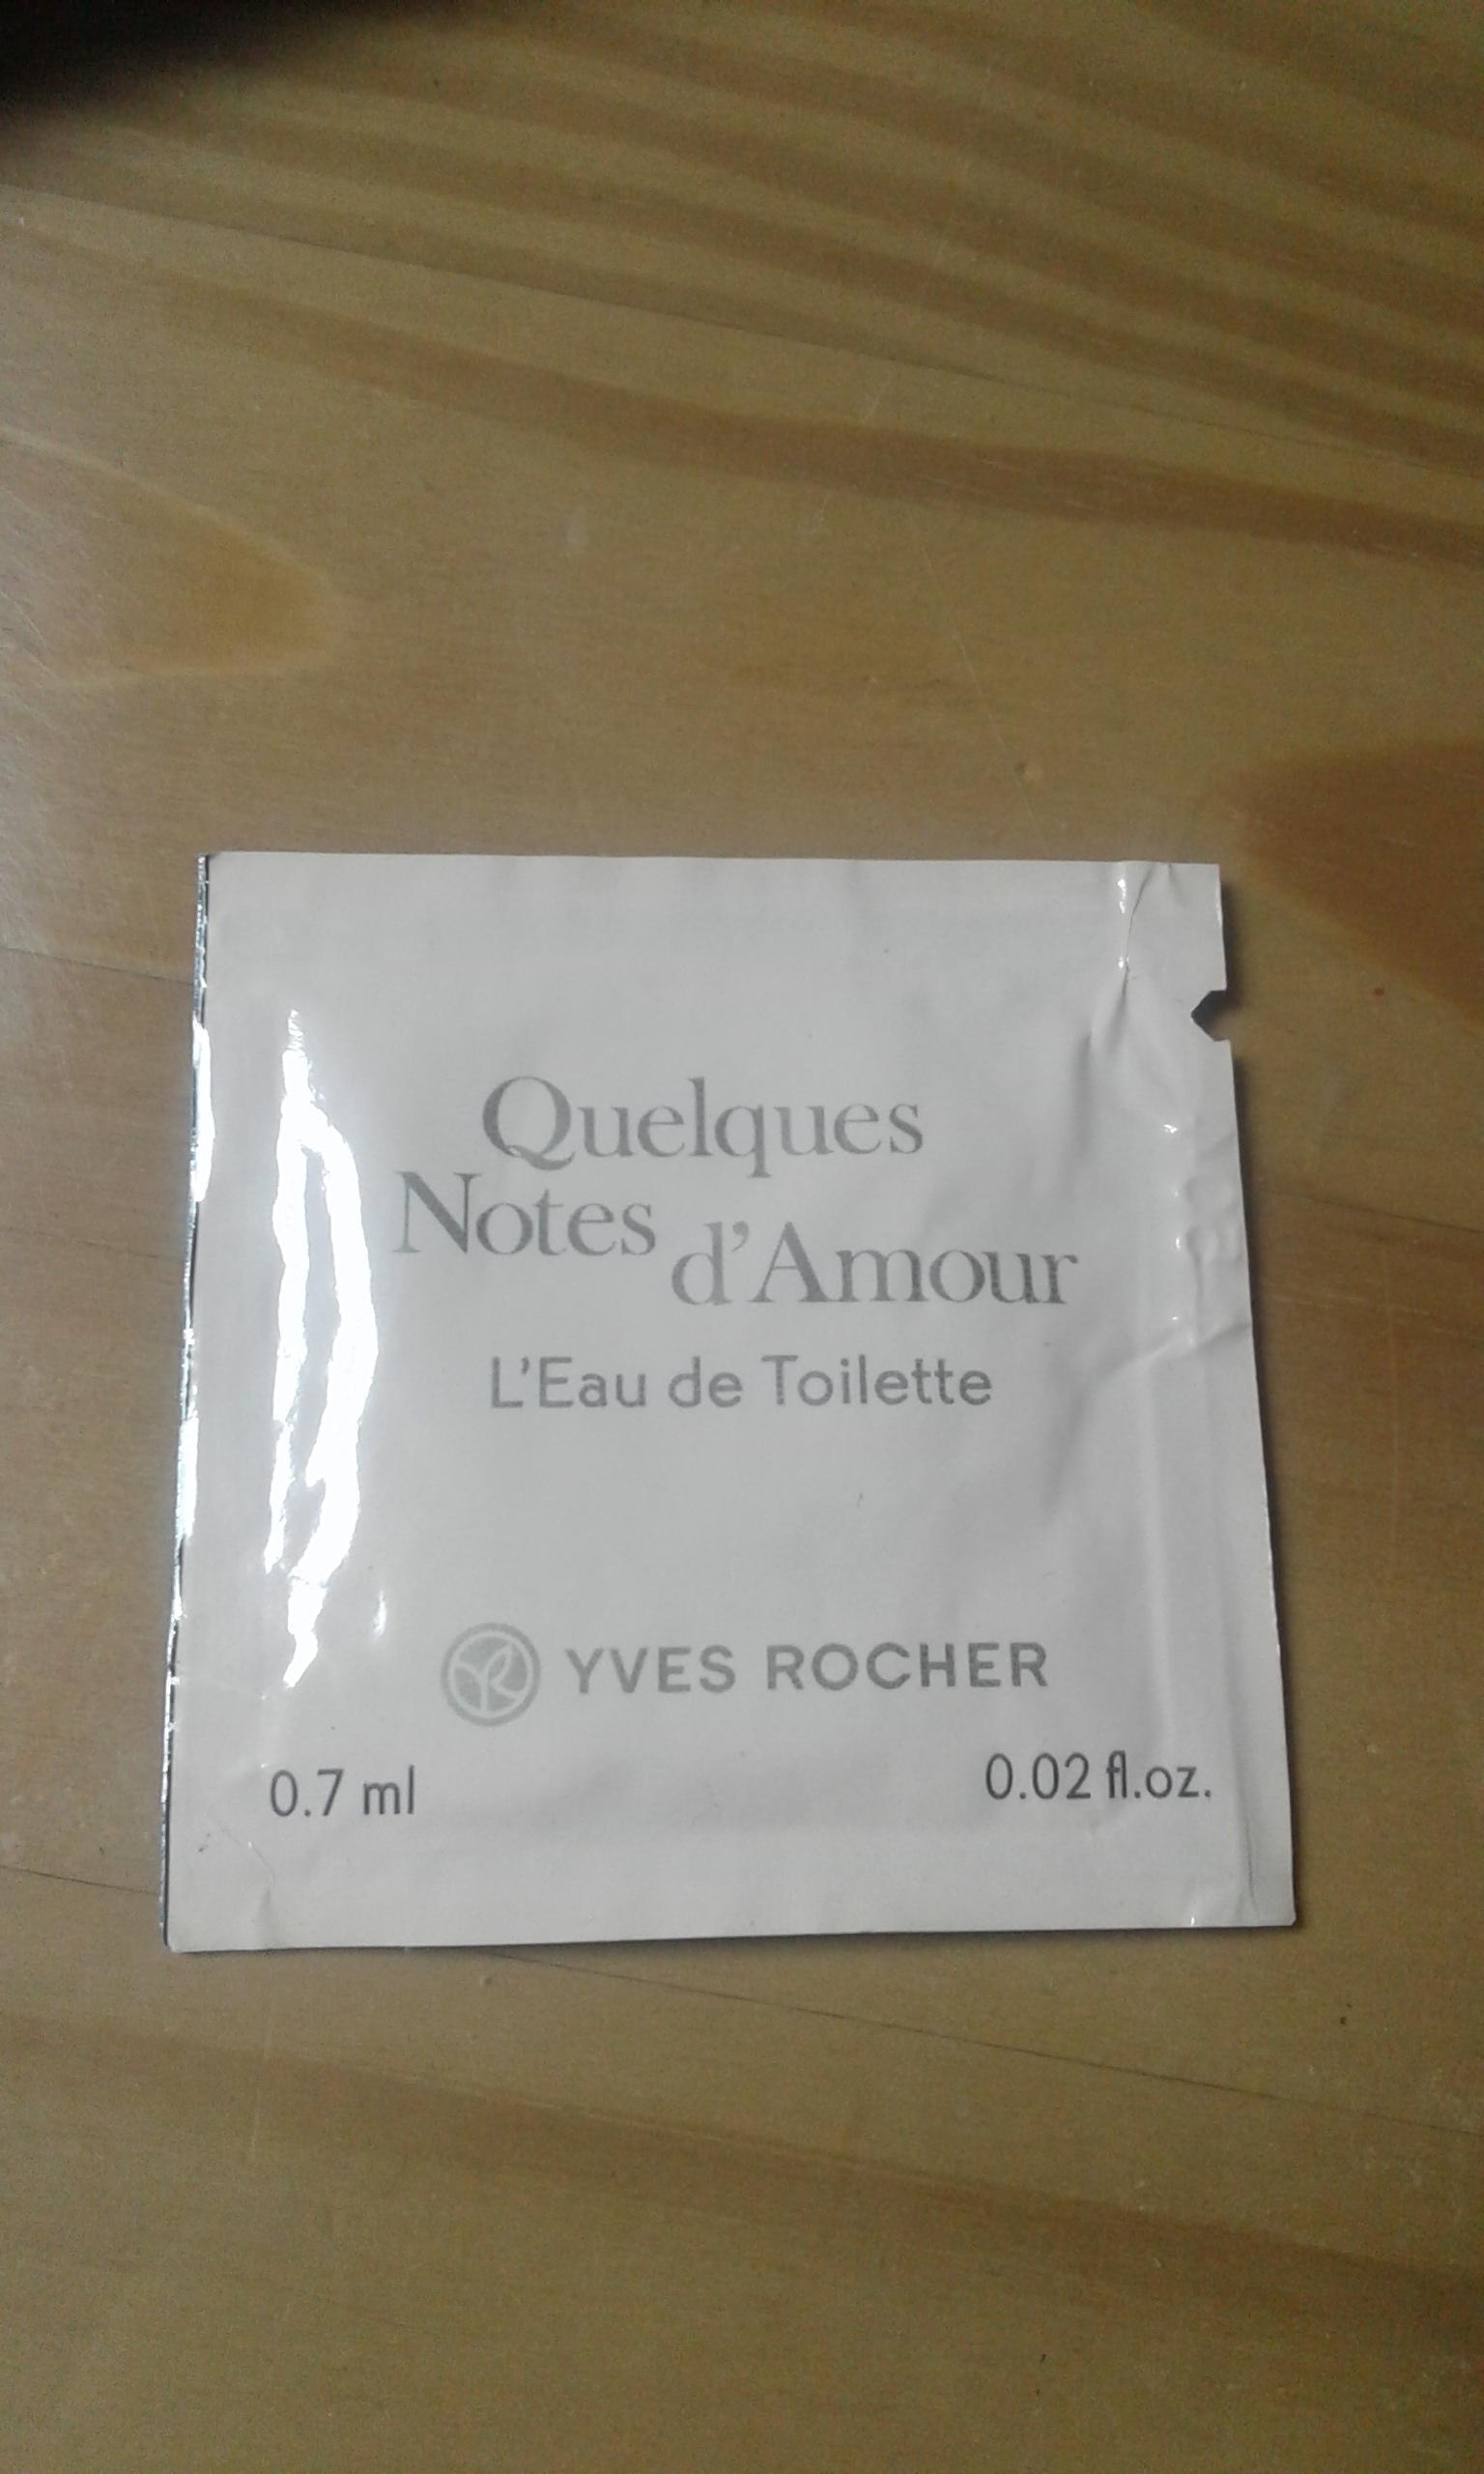 Quelques
Notes d'Amour
L'Eau de Toilette
YVES ROCHER
0.7 ml 0.02 fl.oz.